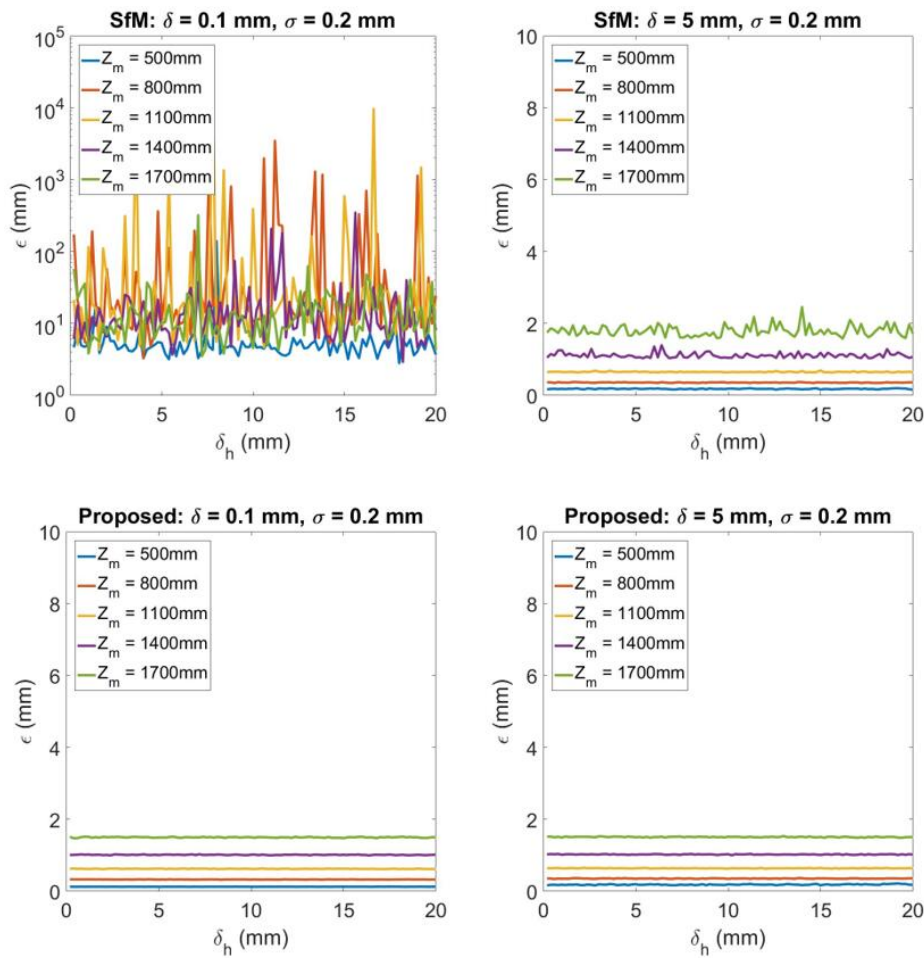 SfM: δ = 0.1 mm, σ = 0.2 mm
10^5
10^4
10^3
10^2
10^1
10^0
ϵ (mm)
Z_m = 500mm
Z_m = 800mm
Z_m = 1100mm
Z_m = 1400mm
Z_m = 1700mm
0 5 10 15 20
δ_h (mm)
SfM: δ = 5 mm, σ = 0.2 mm
10
8
6
4
2
0
ϵ (mm)
Z_m = 500mm
Z_m = 800mm
Z_m = 1100mm
Z_m = 1400mm
Z_m = 1700mm
0 5 10 15 20
δ_h (mm)
Proposed: δ = 0.1 mm, σ = 0.2 mm
10
8
6
4
2
0
ϵ (mm)
Z_m = 500mm
Z_m = 800mm
Z_m = 1100mm
Z_m = 1400mm
Z_m = 1700mm
0 5 10 15 20
δ_h (mm)
Proposed: δ = 5 mm, σ = 0.2 mm
10
8
6
4
2
0
ϵ (mm)
Z_m = 500mm
Z_m = 800mm
Z_m = 1100mm
Z_m = 1400mm
Z_m = 1700mm
0 5 10 15 20
δ_h (mm)